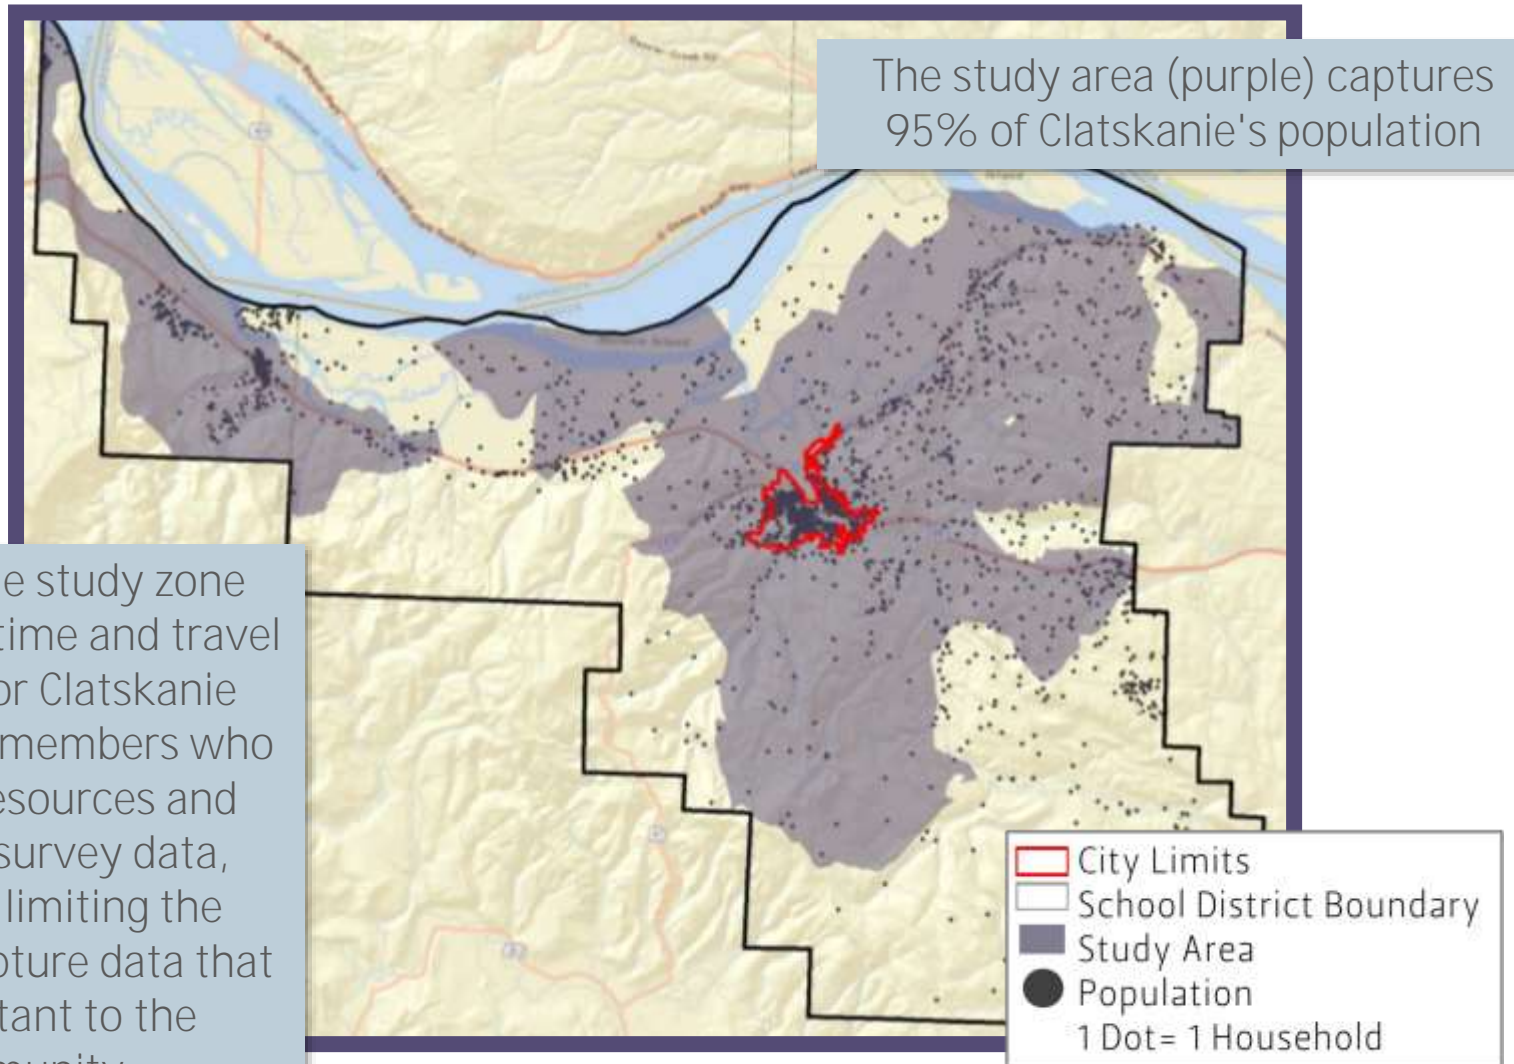 The study area (purple) captures
95% of Clatskanie's population
e study zone
time and travel
or Clatskanie
members who
esources and
survey data,
limiting the
pture data that
tant to the
munity
City Limits
School District Boundary
Study Area
Population
1 Dot= 1 Household